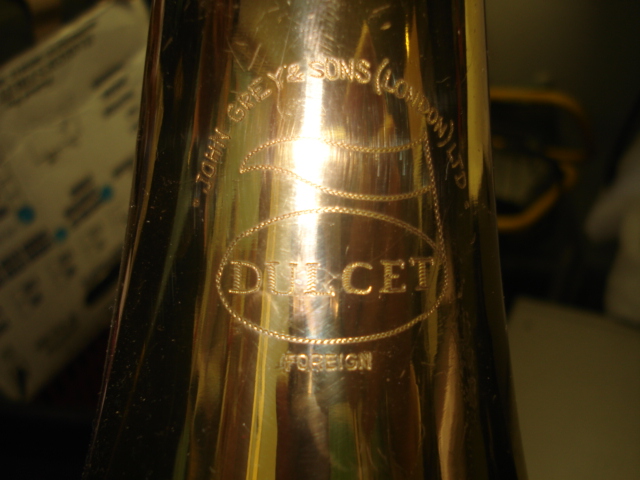 JOHN GREY & SONS (LONDON) LTD
DULCET
FOREIGN